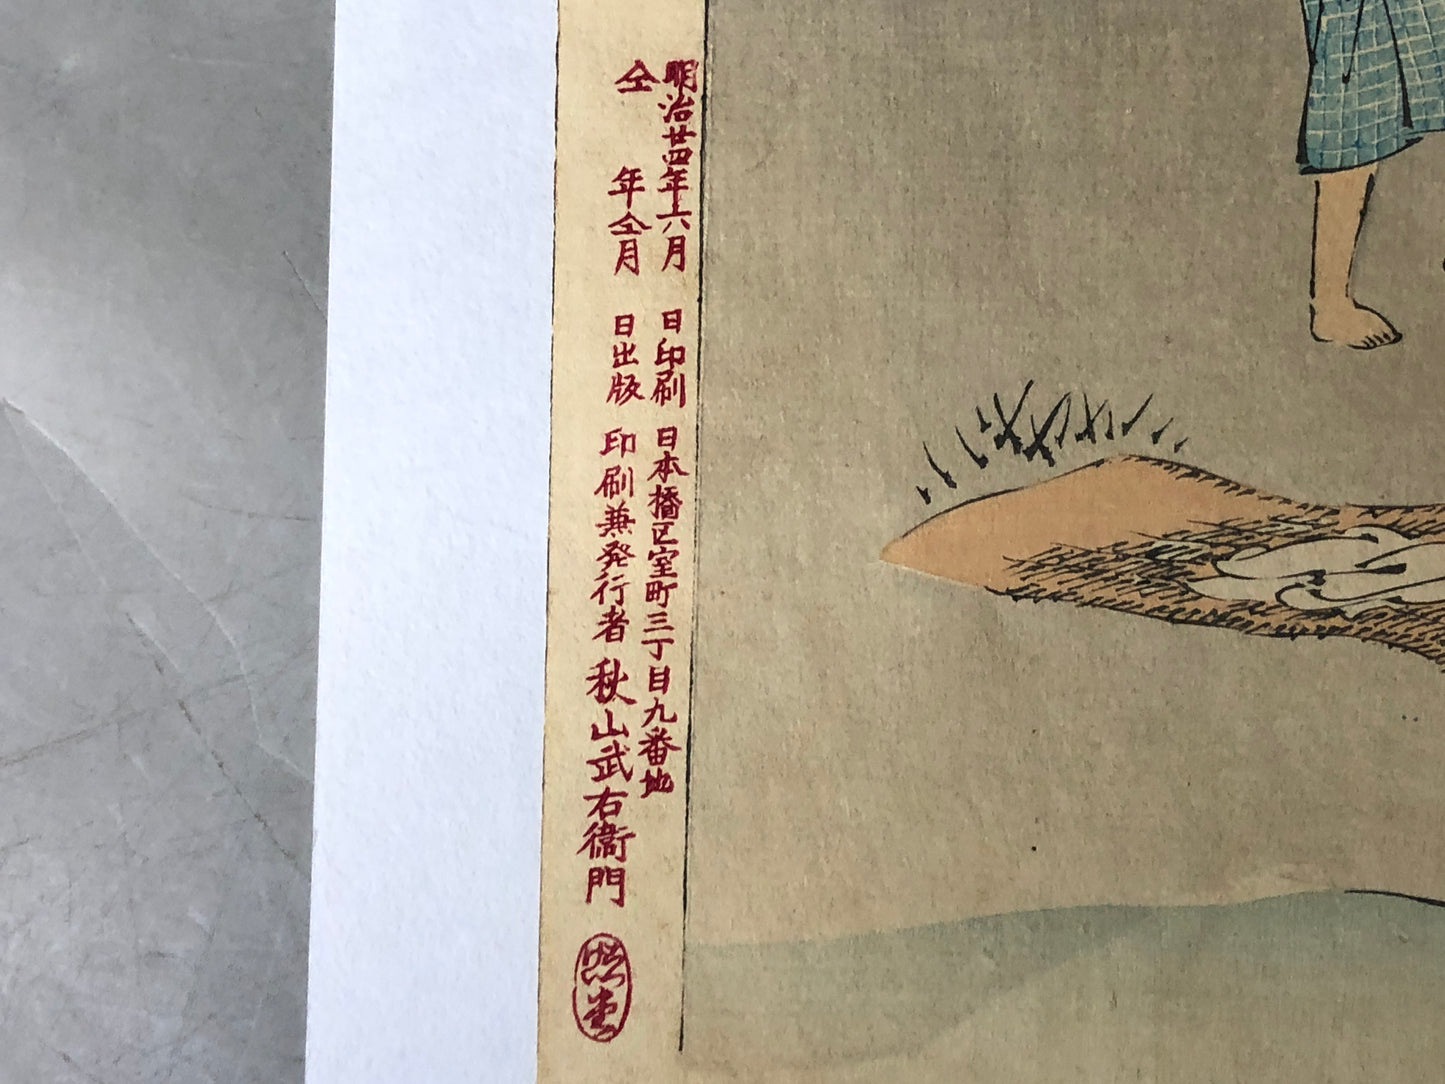 明治廿四年六月　日印刷　日本橋区室町三丁目九番地
仝　年仝月　日出版　印刷兼発行者　秋山武右衛門